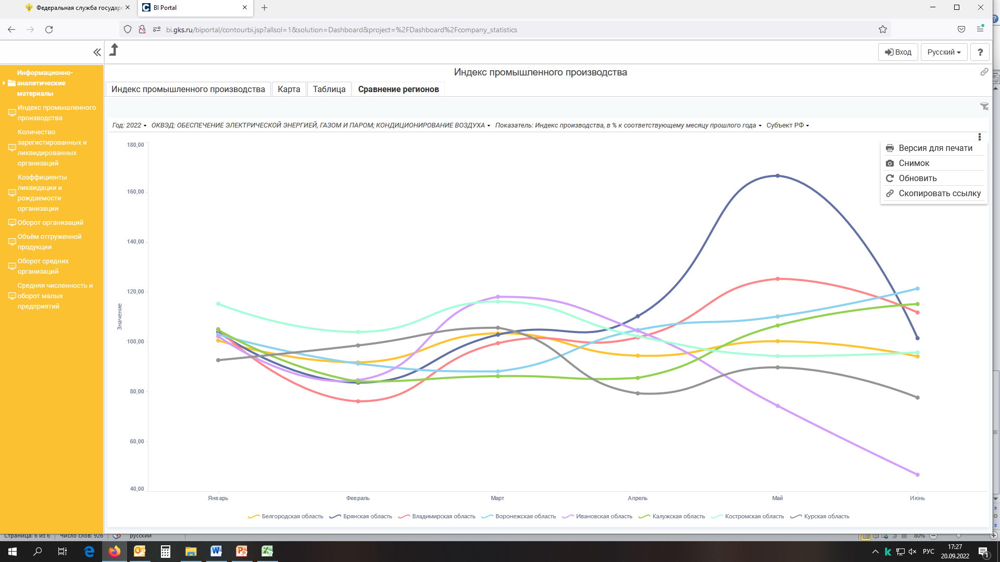 Федеральная служба государс
BI Portal
bi.gks.ru/biportal/contourbi.jsp?allsol=1&solution=Dashboard&project=%2FDashboard%2Fcompany_statistics
Вход
Русский
?
Информационно-
аналитические
материалы
Индекс промышленного
производства
Количество
зарегистрированных и
ликвидированных
организаций
Коэффициенты
ликвидации и
рождаемости
организации
Оборот организаций
Объём отгруженной
продукции
Оборот средних
организаций
Средняя численность и
оборот малых
предприятий
Индекс промышленного производства
Индекс промышленного производства
Карта
Таблица
Сравнение регионов
Год: 2022
ОКВЭД: ОБЕСПЕЧЕНИЕ ЭЛЕКТРИЧЕСКОЙ ЭНЕРГИЕЙ, ГАЗОМ И ПАРОМ; КОНДИЦИОНИРОВАНИЕ ВОЗДУХА
Показатель: Индекс производства, в % к соответствующему месяцу прошлого года
Субъект РФ
Версия для печати
Снимок
Обновить
Скопировать ссылку
180,00
160,00
140,00
120,00
100,00
80,00
60,00
40,00
Значение
Январь
Февраль
Март
Апрель
Май
Июнь
Белгородская область
Брянская область
Владимирская область
Воронежская область
Ивановская область
Калужская область
Костромская область
Курская область
Страница: 6 из 6
Число слов: 926
русский
80%
РУС
17:27
20.09.2022
1